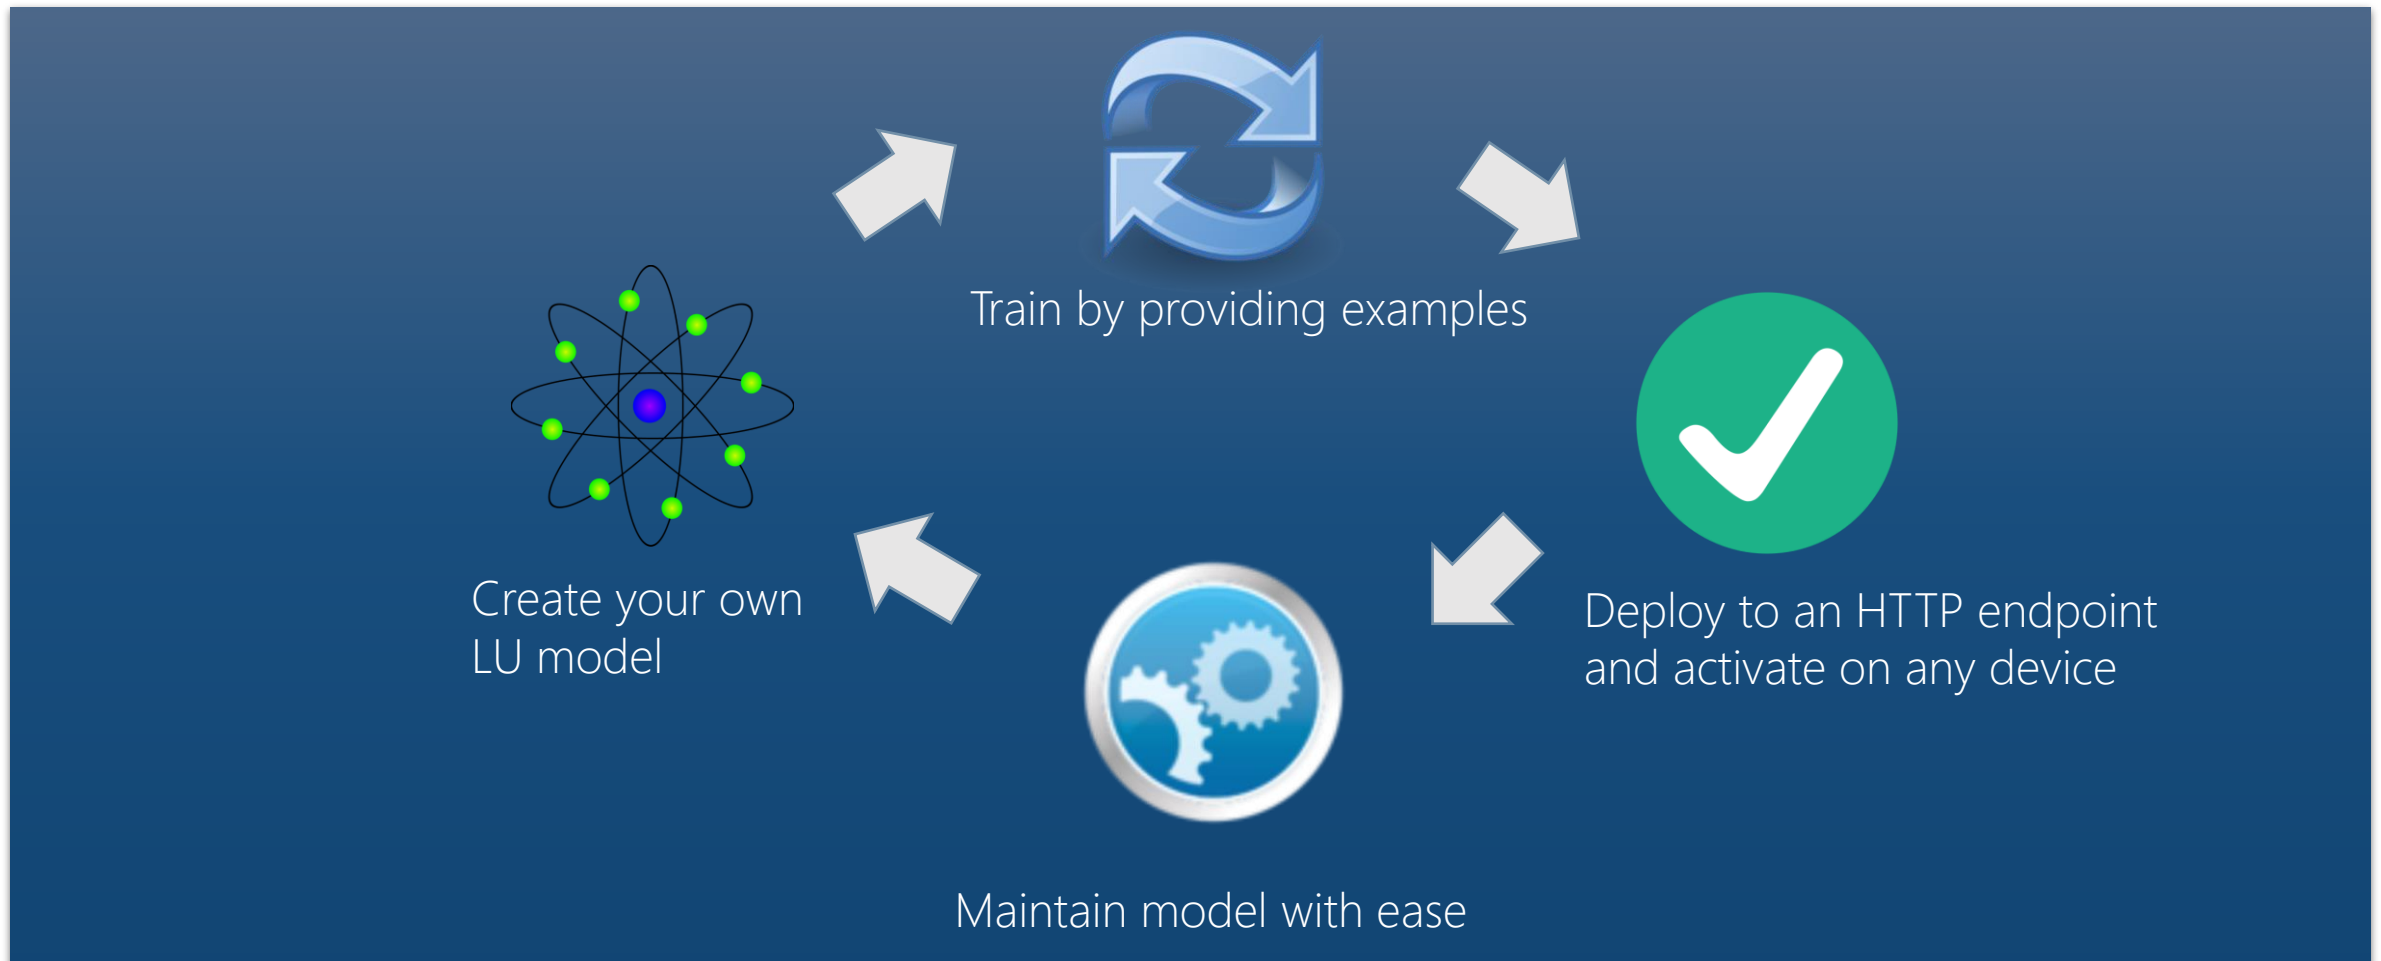 Train by providing examples
Create your own
LU model
Deploy to an HTTP endpoint
and activate on any device
Maintain model with ease